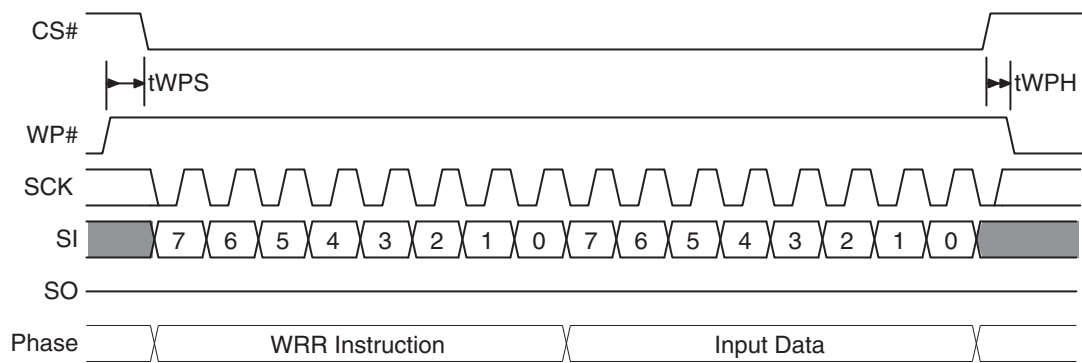 CS#
tWPS
tWPH
WP#
SCK
SI 7 6 5 4 3 2 1 0 7 6 5 4 3 2 1 0
SO
Phase WRR Instruction Input Data